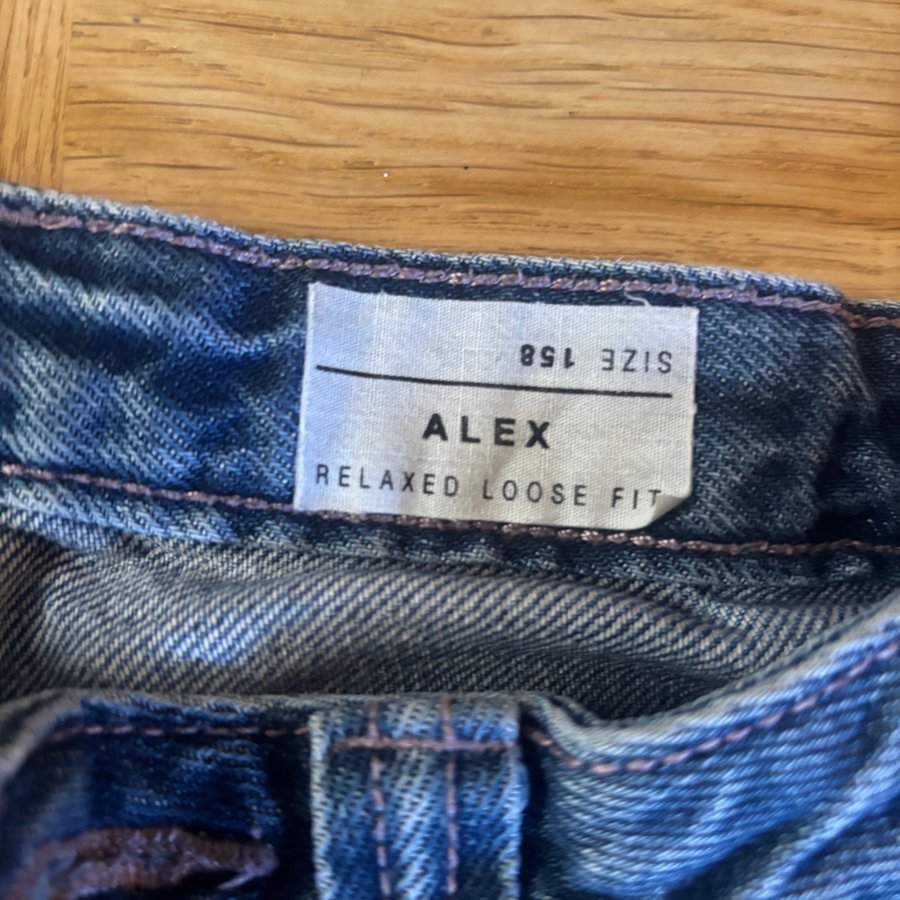 SIZE 158
ALEX
RELAXED LOOSE FIT